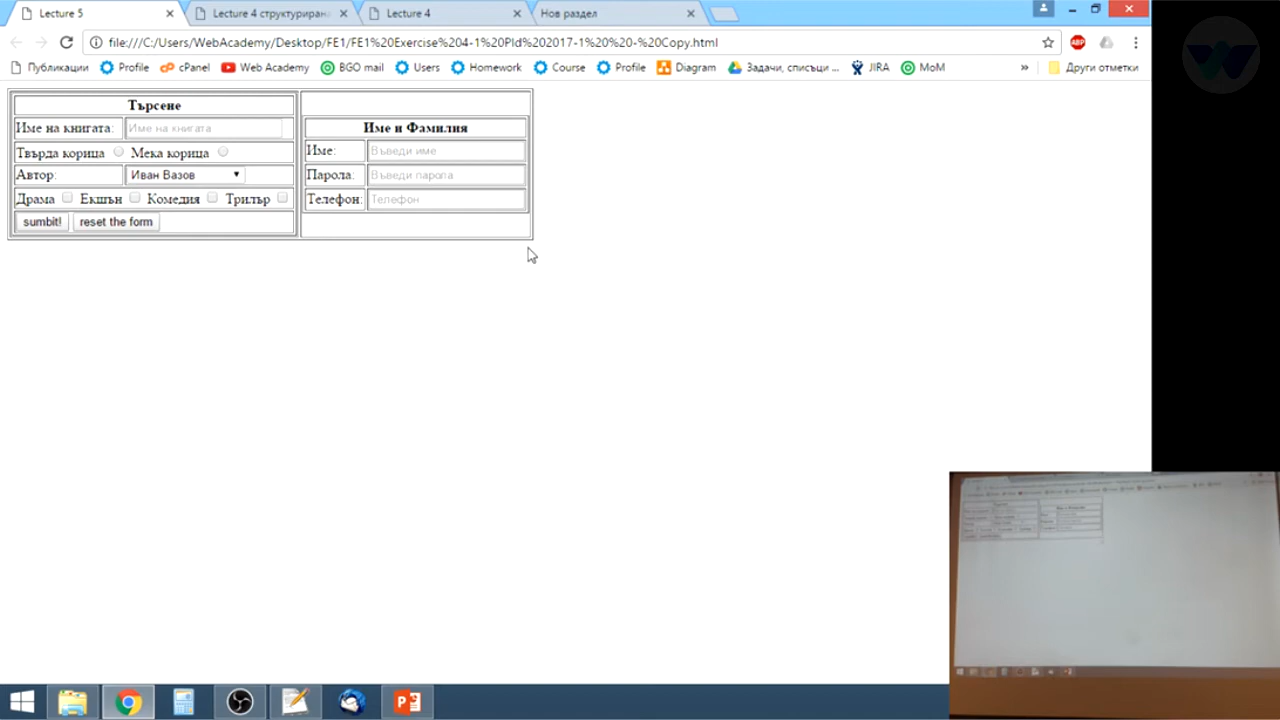 Lecture 5
Lecture 4 структуриран
Lecture 4
Нов раздел
file:///C:/Users/WebAcademy/Desktop/FE1/FE1%20Exercise%204-1%20Pld%202017-1%20%20-%20Copy.html
ABP
Публикации
Profile
cPanel
Web Academy
BGO mail
Users
Homework
Course
Profile
Diagram
Задачи, списъци ...
JIRA
MoM
»
Други отметки
Търсене
Име на книгата: Име на книгата
Твърда корица Мека корица
Автор: Иван Вазов
Драма Екшън Комедия Трилър
sumbit! reset the form
Име и Фамилия
Име: Въведи име
Парола: Въведи парола
Телефон: Телефон